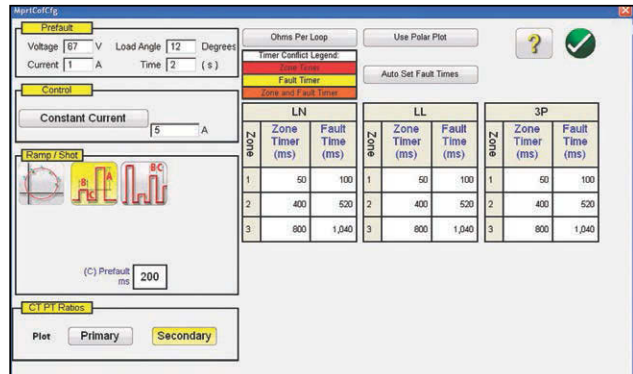 MprtCofCfg
Prefault
Voltage 67 V Load Angle 12 Degrees
Current 1 A Time 2 (s)
Control
Constant Current
5 A
Ramp / Shot
B C A
BC
(C) Prefault
ms 200
CT PT Ratios
Plot Primary Secondary
Ohms Per Loop
Use Polar Plot
?
Timer Conflict
Legend:
Zone Timer
Fault Timer
Zone and Fault Timer
Auto Set Fault Times
LN LL 3P
Zone Zone Timer (ms) Fault Time (ms) Zone Zone Timer (ms) Fault Time (ms) Zone Zone Timer (ms) Fault Time (ms)
1 50 100 1 50 100 1 50 100
2 400 520 2 400 520 2 400 520
3 800 1,040 3 800 1,040 3 800 1,040